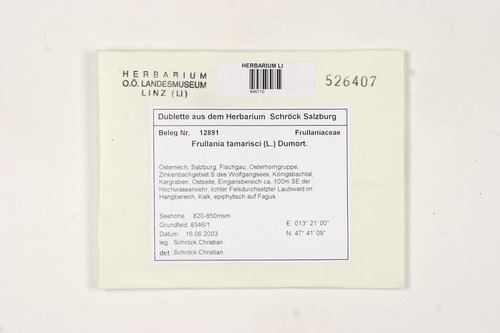 HERBARIUM
O.Ö. LANDESMUSEUM
LINZ (LI)
HERBARIUM LI
526407
Dublette aus dem Herbarium Schröck Salzburg
Beleg Nr. 12891 Frullaniaceae
Frullania tamarisci (L.) Dumort.
Österreich, Salzburg, Flachgau, Osterhorngruppe,
Zinkenbachgebiet S des Wolfgangsees, Königsbachtal,
Kargraben, Ostseite, Eingansbereich ca. 100m SE der
Hochwasserwehr, lichter Felsdurchsetzter Laubwald im
Hangbereich, Kalk, epiphytisch auf Fagus.
Seehöhe: 820-850msm
Grundfeld: 8346/1 E 013° 21' 00"
Datum: 16.05.2003 N 47° 41' 09"
leg.: Schröck Christian
det.: Schröck Christian